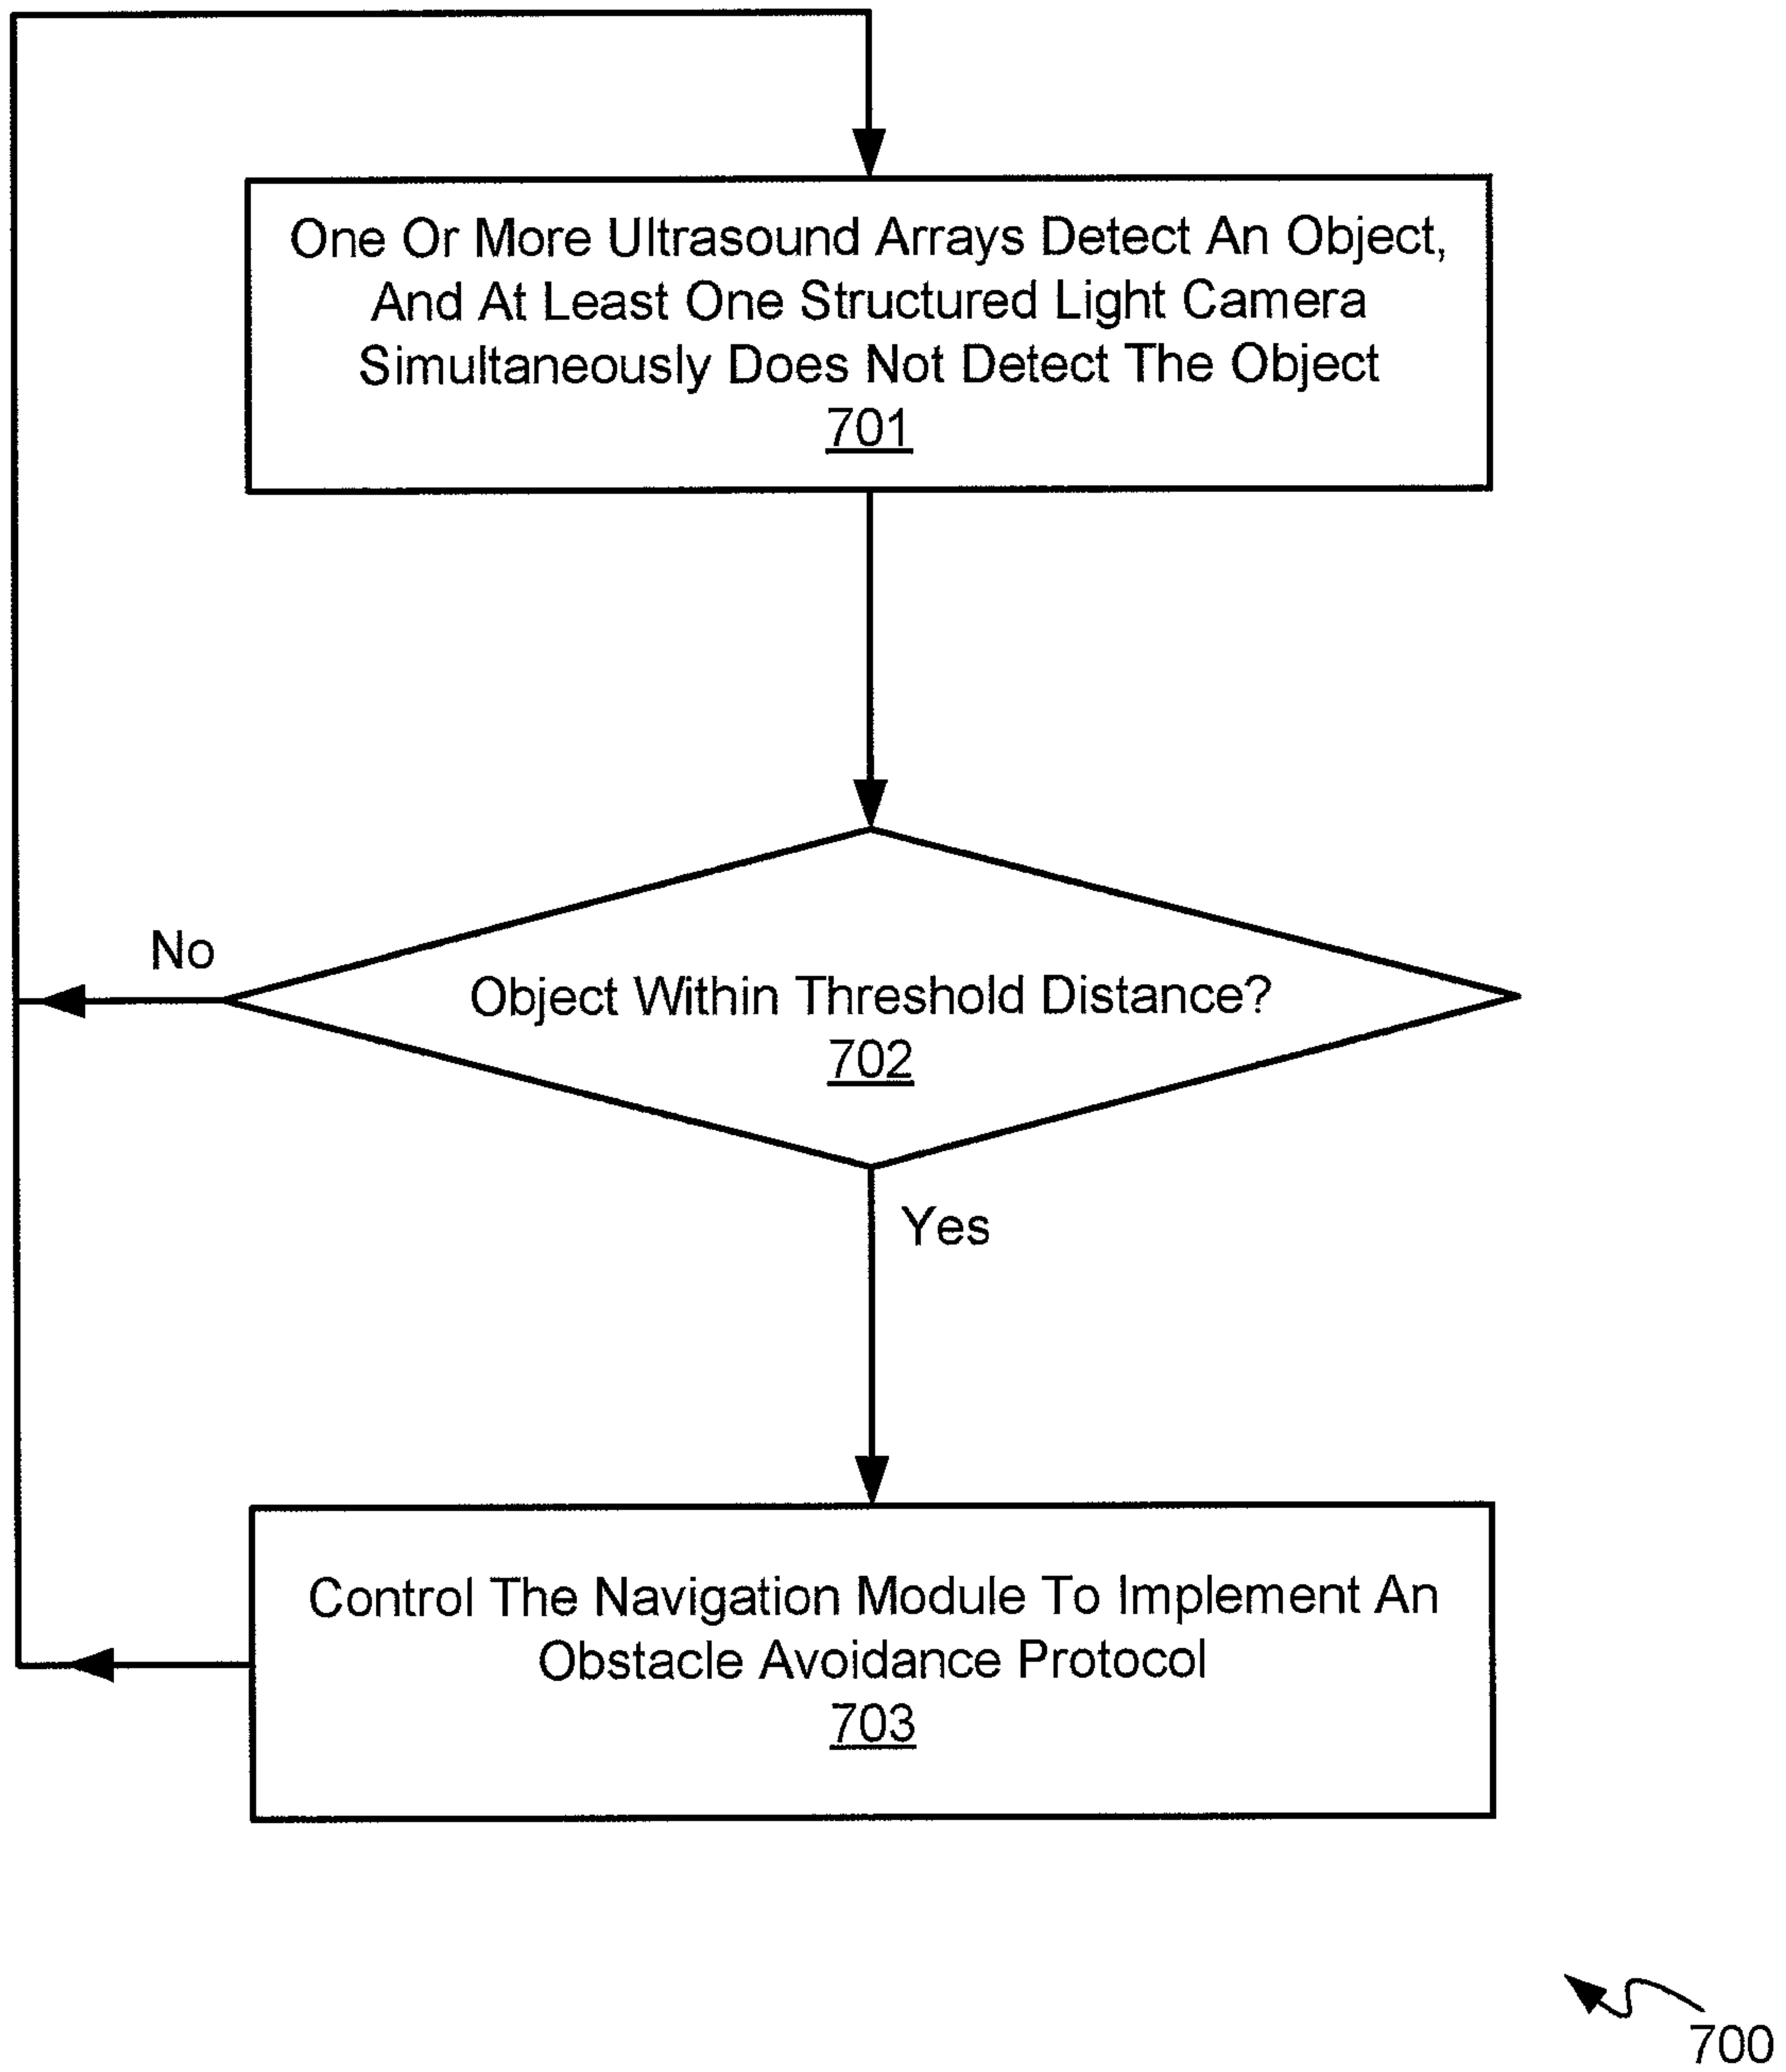 One Or More Ultrasound Arrays Detect An Object,
And At Least One Structured Light Camera
Simultaneously Does Not Detect The Object
701
No
Object Within Threshold Distance?
702
Yes
Control The Navigation Module To Implement An
Obstacle Avoidance Protocol
703
700